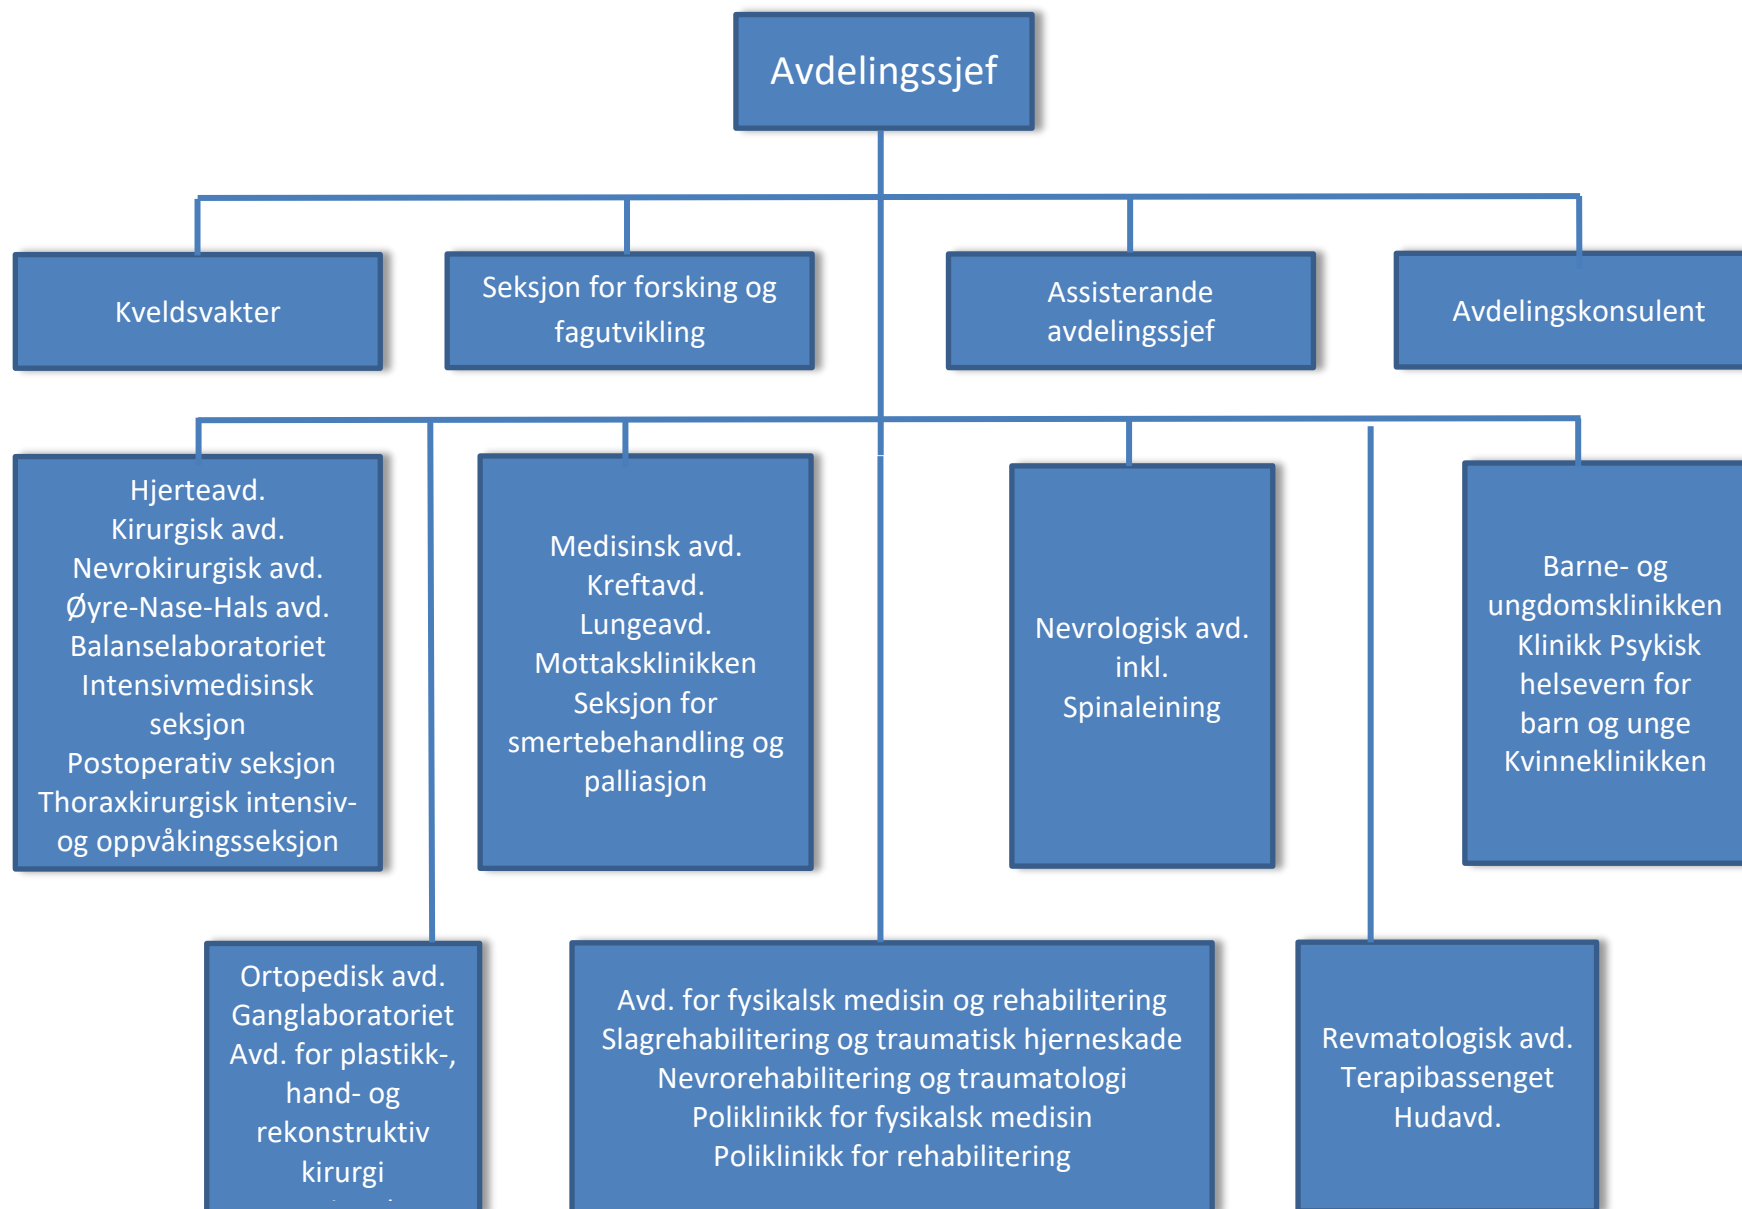 Avdelingssjef
Kveldsvakter
Seksjon for forsking og
fagutvikling
Assisterande
avdelingssjef
Avdelingskonsulent
Hjerteavd.
Kirurgisk avd.
Nevrokirurgisk avd.
Øyre-Nase-Hals avd.
Balanselaboratoriet
Intensivmedisinsk
seksjon
Postoperativ seksjon
Thoraxkirurgisk intensiv-
og oppvåkingsseksjon
Medisinsk avd.
Kreftavd.
Lungeavd.
Mottaksklinikken
Seksjon for
smertebehandling og
palliasjon
Nevrologisk avd.
inkl.
Spinaleining
Barne- og
ungdomsklinikken
Klinikk Psykisk
helsevern for
barn og unge
Kvinneklinikken
Ortopedisk avd.
Ganglaboratoriet
Avd. for plastikk-,
hand- og
rekonstruktiv
kirurgi
Avd. for fysikalsk medisin og rehabilitering
Slagrehabilitering og traumatisk hjerneskade
Nevrorehabilitering og traumatologi
Poliklinikk for fysikalsk medisin
Poliklinikk for rehabilitering
Revmatologisk avd.
Terapibassenget
Hudavd.